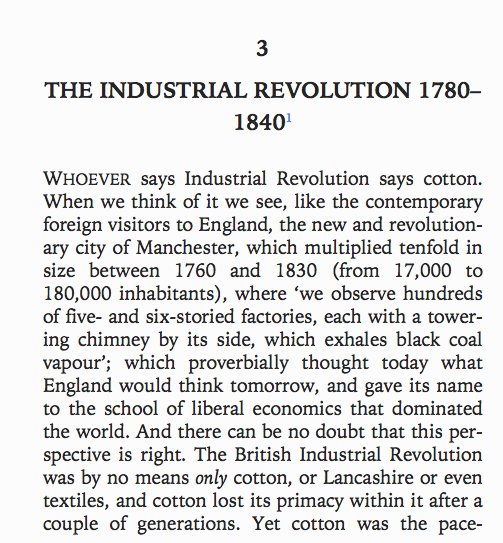 3
THE INDUSTRIAL REVOLUTION 1780–
1840¹
WHOEVER says Industrial Revolution says cotton.
When we think of it we see, like the contemporary
foreign visitors to England, the new and revolution-
ary city of Manchester, which multiplied tenfold in
size between 1760 and 1830 (from 17,000 to
180,000 inhabitants), where ‘we observe hundreds
of five- and six-storied factories, each with a tower-
ing chimney by its side, which exhales black coal
vapour’; which proverbially thought today what
England would think tomorrow, and gave its name
to the school of liberal economics that dominated
the world. And there can be no doubt that this per-
spective is right. The British Industrial Revolution
was by no means only cotton, or Lancashire or even
textiles, and cotton lost its primacy within it after a
couple of generations. Yet cotton was the pace-